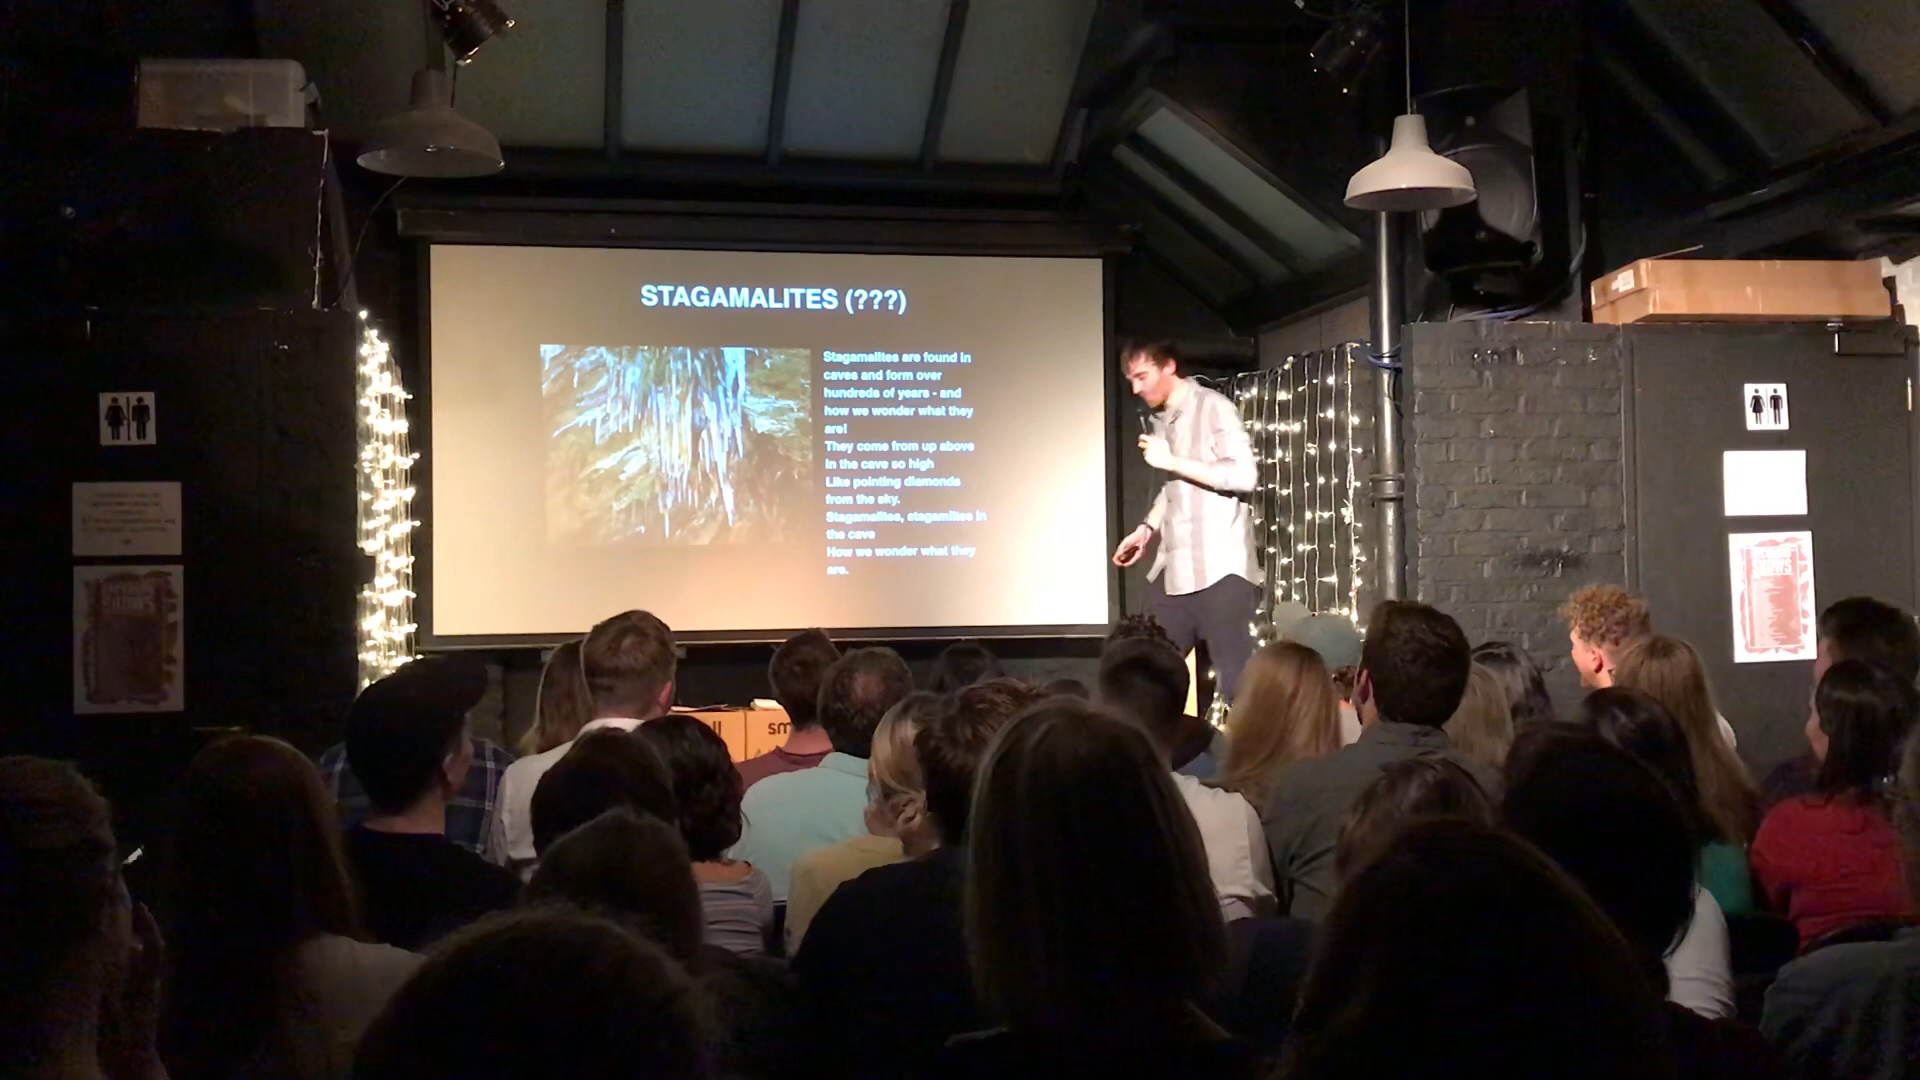 STAGAMALITES (???)
Stagamalites are found in
caves and form over
hundreds of years - and
how we wonder what they
are!
They come from up above
in the cave so high
Like pointing diamonds
from the sky.
Stagamalites, stagamlites in
the cave
How we wonder what they
are.